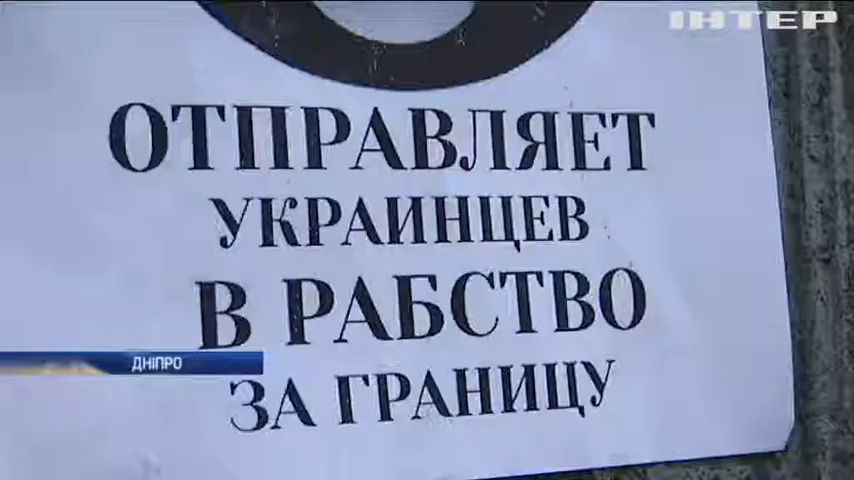 ІНТЕР
ОТПРАВЛЯЕТ
УКРАИНЦЕВ
В РАБСТВО
ДНІПРО
ЗА ГРАНИЦУ